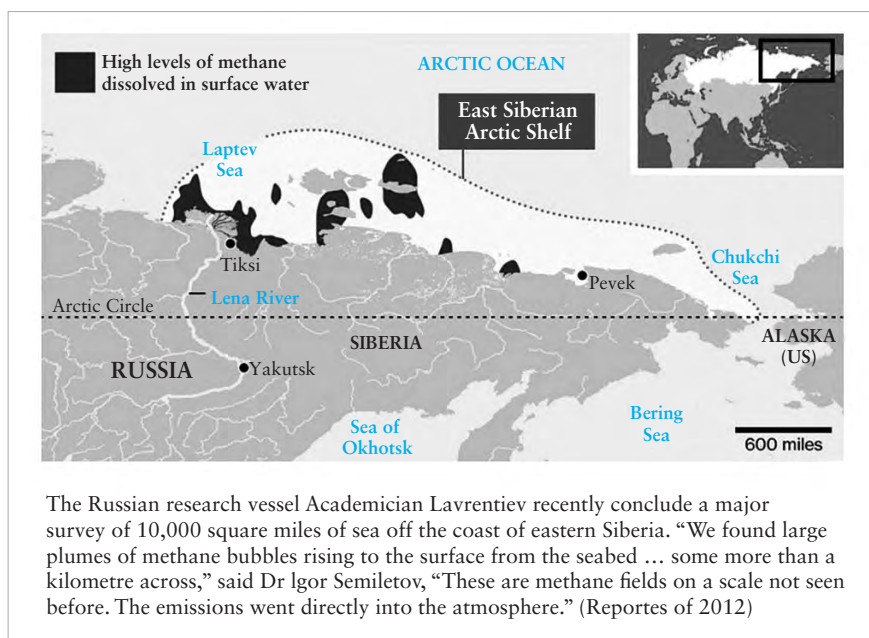 High levels of methane
dissolved in surface water
ARCTIC OCEAN
East Siberian
Arctic Shelf
Laptev
Sea
Tiksi
Chukchi
Sea
Pevek
Lena River
Arctic Circle
SIBERIA
ALASKA
(US)
RUSSIA
Yakutsk
Sea of
Okhotsk
Bering
Sea
600 miles
The Russian research vessel Academician Lavrentiev recently conclude a major
survey of 10,000 square miles of sea off the coast of eastern Siberia. “We found large
plumes of methane bubbles rising to the surface from the seabed … some more than a
kilometre across,” said Dr lgor Semiletov, “These are methane fields on a scale not seen
before. The emissions went directly into the atmosphere.” (Reportes of 2012)